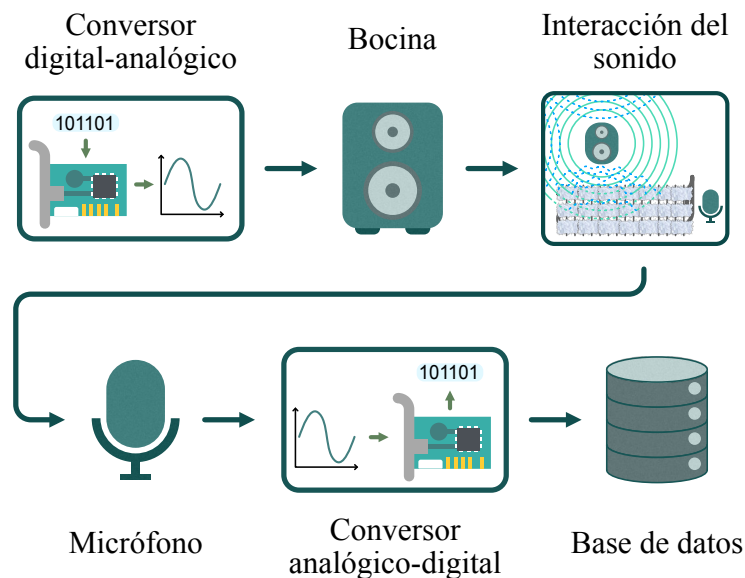 Conversor
digital-analógico
Bocina
Interacción del
sonido
101101
101101
Micrófono
Conversor
analógico-digital
Base de datos